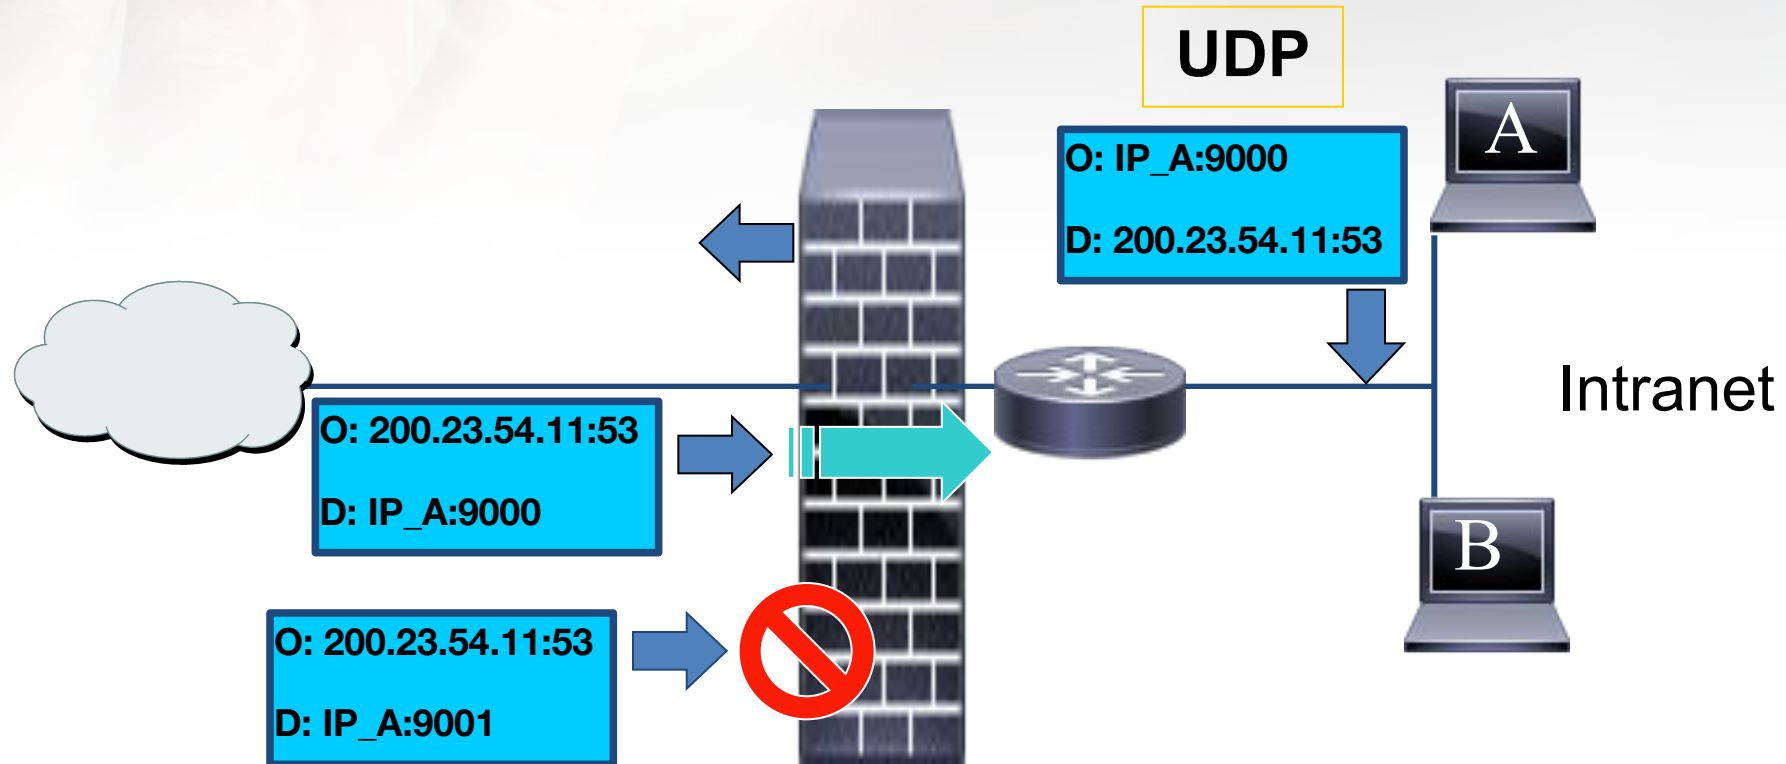 UDP
O: IP_A:9000
D: 200.23.54.11:53
A
Intranet
O: 200.23.54.11:53
D: IP_A:9000
B
O: 200.23.54.11:53
D: IP_A:9001